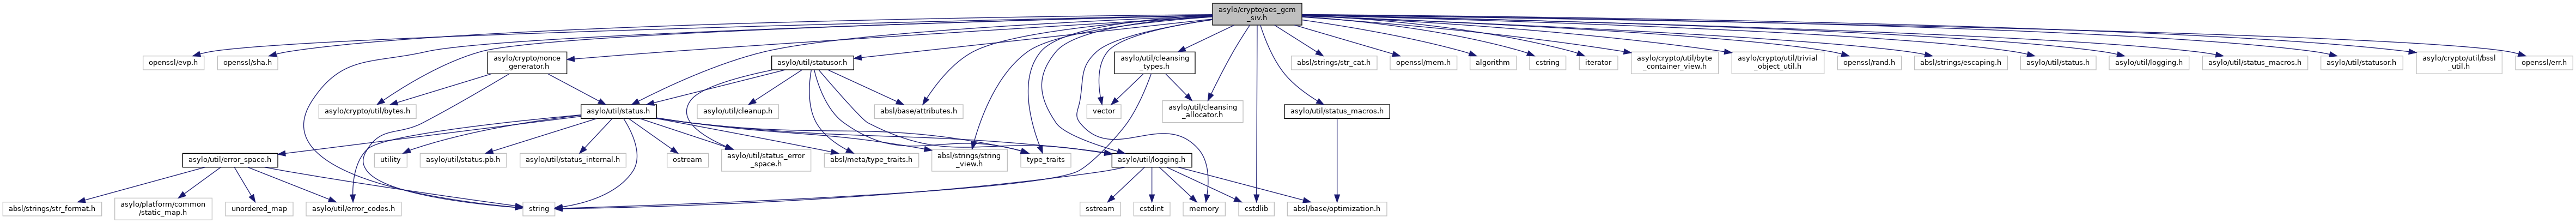 asylo/crypto/aes_gcm
_siv.h
openssl/evp.h
openssl/sha.h
asylo/crypto/nonce
_generator.h
asylo/util/statusor.h
asylo/util/cleansing
_types.h
absl/strings/str_cat.h
openssl/mem.h
algorithm
cstring
iterator
asylo/crypto/util/byte
_container_view.h
asylo/crypto/util/trivial
_object_util.h
openssl/rand.h
absl/strings/escaping.h
asylo/util/status.h
asylo/util/logging.h
asylo/util/status_macros.h
asylo/util/statusor.h
asylo/crypto/util/bssl
_util.h
openssl/err.h
asylo/crypto/util/bytes.h
asylo/util/status.h
asylo/util/cleanup.h
absl/base/attributes.h
vector
asylo/util/cleansing
_allocator.h
asylo/util/status_macros.h
asylo/util/error_space.h
utility
asylo/util/status.pb.h
asylo/util/status_internal.h
ostream
asylo/util/status_error
_space.h
absl/meta/type_traits.h
absl/strings/string
_view.h
type_traits
asylo/util/logging.h
absl/strings/str_format.h
asylo/platform/common
/static_map.h
unordered_map
asylo/util/error_codes.h
string
sstream
cstdint
memory
cstdlib
absl/base/optimization.h